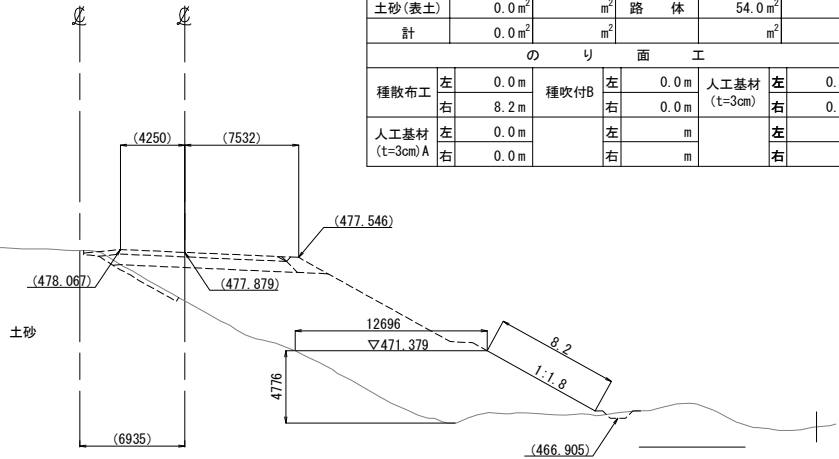 土砂(表土) 0.0m² m² 路体 54.0m²
計 0.0m² m² m²
のり面工
種散布工 左 0.0m 種吹付B 左 0.0m 人工基材(t=3cm) 左 0.
右 8.2m 右 0.0m 右 0.
人工基材(t=3cm)A 左 0.0m 左 m 左
右 0.0m 右 m 右
℄ ℄
(4250) (7532)
(477.546)
(478.067) (477.879)
土砂
12696
▽471.379
8.2
1:1.8
4776
(6935)
(466.905)